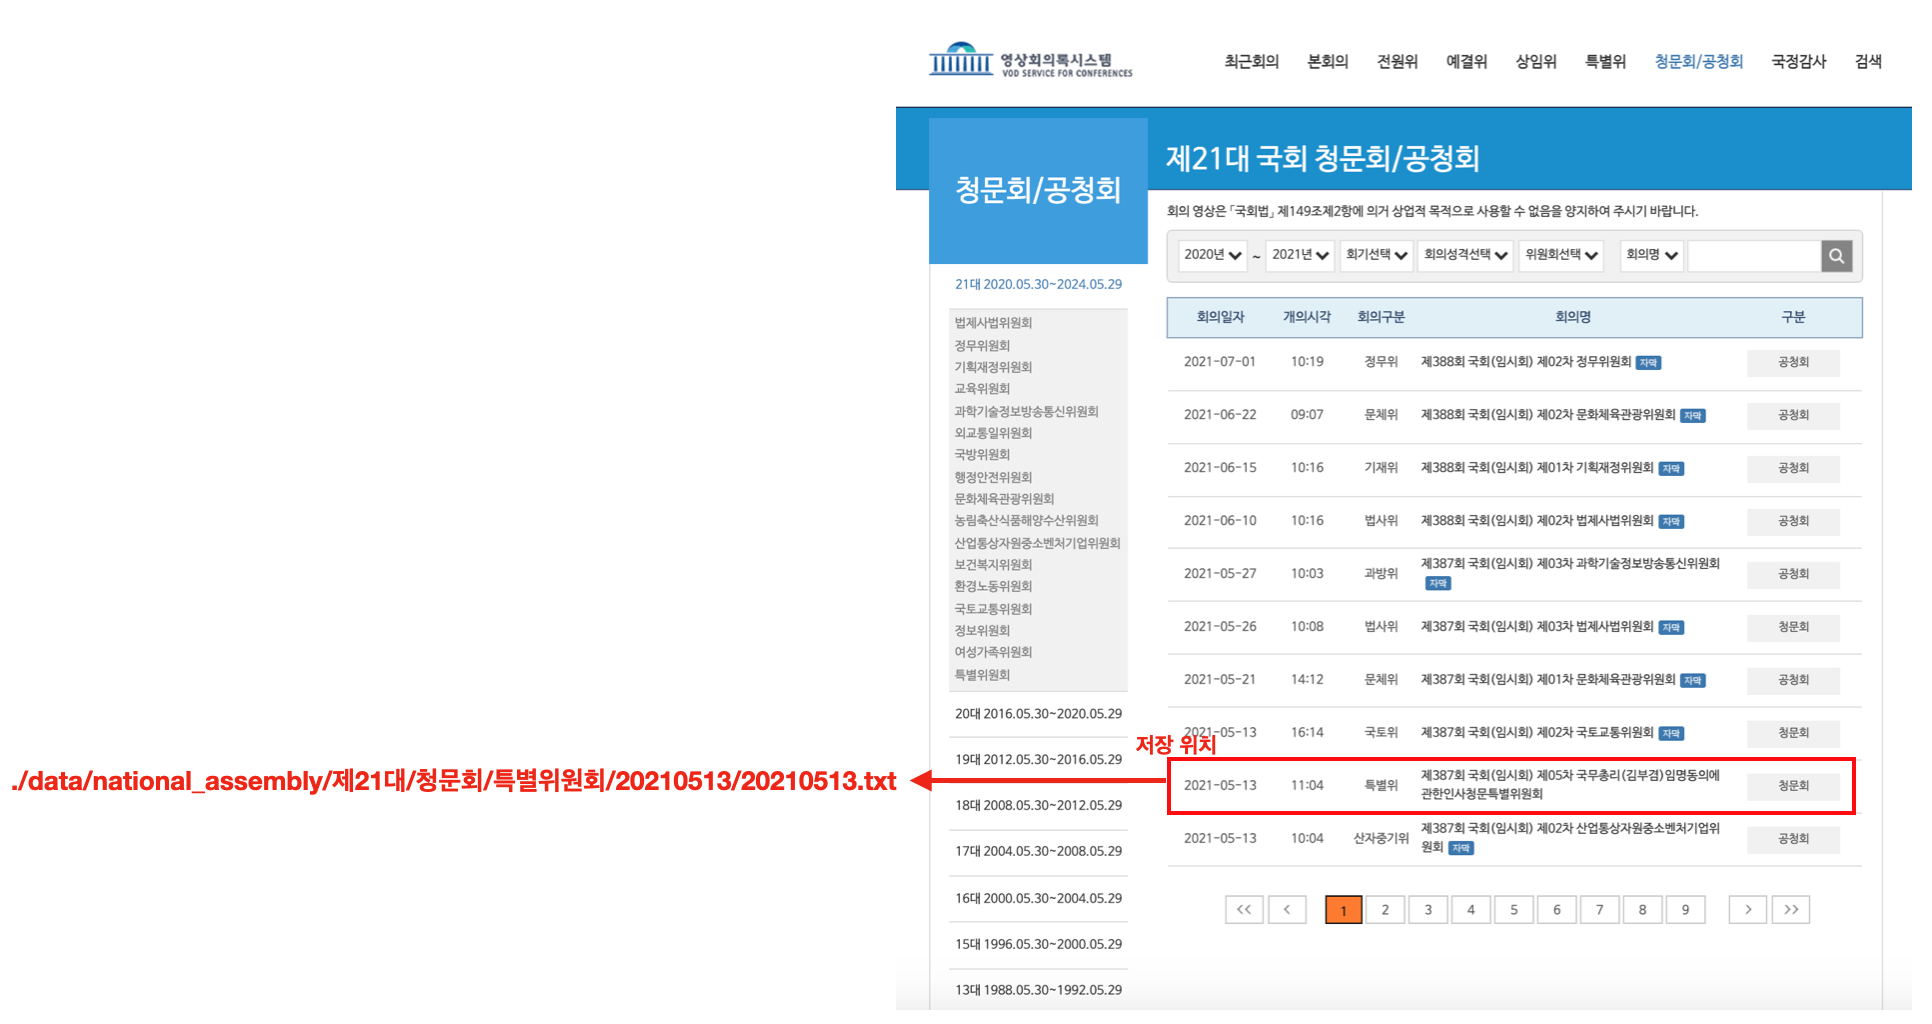 영상회의록시스템
VOD SERVICE FOR CONFERENCES
최근회의 본회의 전원위 예결위 상임위 특별위 청문회/공청회 국정감사 검색
청문회/공청회
제21대 국회 청문회/공청회
회의 영상은 「국회법」 제149조제2항에 의거 상업적 목적으로 사용할 수 없음을 양지하여 주시기 바랍니다.
2020년 ~ 2021년 회기선택 회의성격선택 위원회선택 회의명
21대 2020.05.30~2024.05.29
법제사법위원회
정무위원회
기획재정위원회
교육위원회
과학기술정보방송통신위원회
외교통일위원회
국방위원회
행정안전위원회
문화체육관광위원회
농림축산식품해양수산위원회
산업통상자원중소벤처기업위원회
보건복지위원회
환경노동위원회
국토교통위원회
정보위원회
여성가족위원회
특별위원회
20대 2016.05.30~2020.05.29
19대 2012.05.30~2016.05.29
18대 2008.05.30~2012.05.29
17대 2004.05.30~2008.05.29
16대 2000.05.30~2004.05.29
15대 1996.05.30~2000.05.29
13대 1988.05.30~1992.05.29
회의일자 개의시각 회의구분 회의명 구분
2021-07-01 10:19 정무위 제388회 국회(임시회) 제02차 정무위원회 자막 공청회
2021-06-22 09:07 문체위 제388회 국회(임시회) 제02차 문화체육관광위원회 자막 공청회
2021-06-15 10:16 기재위 제388회 국회(임시회) 제01차 기획재정위원회 자막 공청회
2021-06-10 10:16 법사위 제388회 국회(임시회) 제02차 법제사법위원회 자막 공청회
2021-05-27 10:03 과방위 제387회 국회(임시회) 제03차 과학기술정보방송통신위원회
자막 공청회
2021-05-26 10:08 법사위 제387회 국회(임시회) 제03차 법제사법위원회 자막 청문회
2021-05-21 14:12 문체위 제387회 국회(임시회) 제01차 문화체육관광위원회 자막 공청회
2021-05-13 16:14 국토위 제387회 국회(임시회) 제02차 국토교통위원회 자막 청문회
저장 위치
./data/national_assembly/제21대/청문회/특별위원회/20210513/20210513.txt
2021-05-13 11:04 특별위 제387회 국회(임시회) 제05차 국무총리(김부겸)임명동의에
관한인사청문특별위원회 청문회
2021-05-13 10:04 산자중기위 제387회 국회(임시회) 제02차 산업통상자원중소벤처기업위
원회 자막 공청회
<< < 1 2 3 4 5 6 7 8 9 > >>